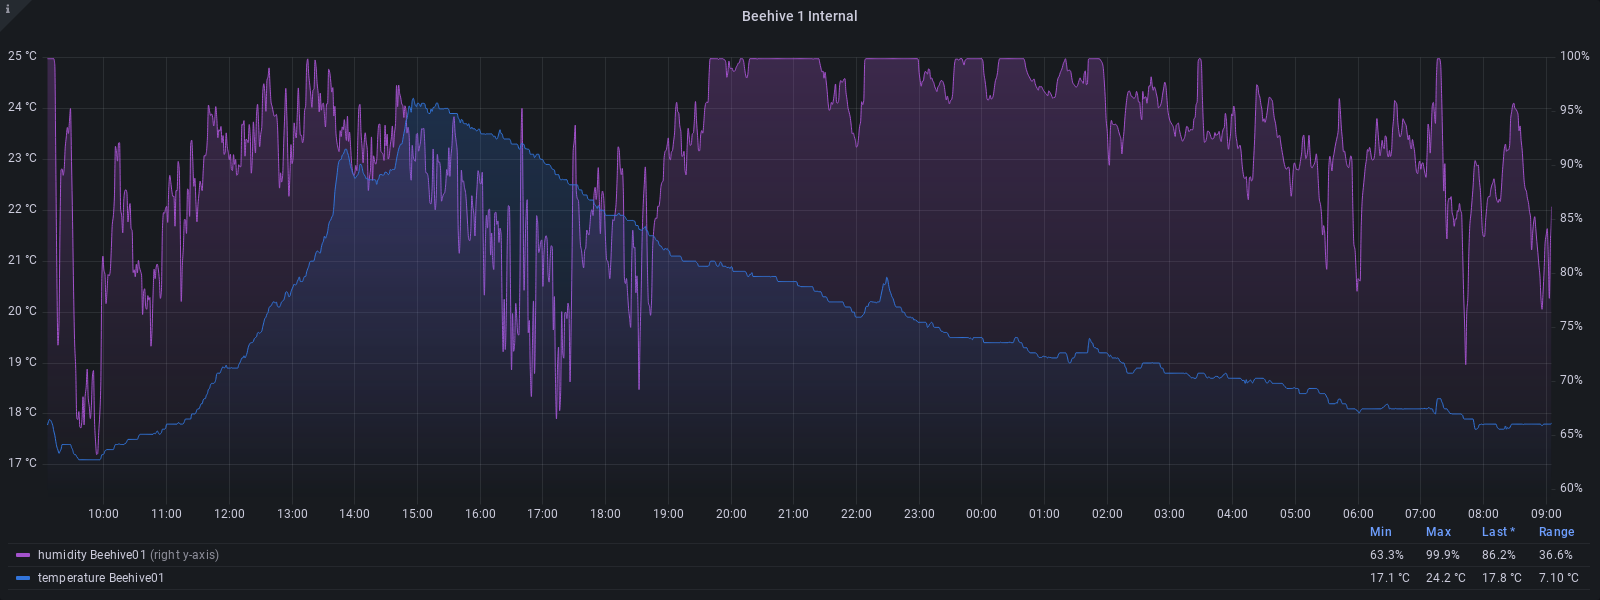 i
Beehive 1 Internal
25 °C 100%
24 °C 95%
23 °C 90%
22 °C 85%
21 °C 80%
20 °C 75%
19 °C 70%
18 °C 65%
17 °C 60%
10:00 11:00 12:00 13:00 14:00 15:00 16:00 17:00 18:00 19:00 20:00 21:00 22:00 23:00 00:00 01:00 02:00 03:00 04:00 05:00 06:00 07:00 08:00 09:00
Min Max Last * Range
humidity Beehive01 (right y-axis) 63.3% 99.9% 86.2% 36.6%
temperature Beehive01 17.1 °C 24.2 °C 17.8 °C 7.10 °C